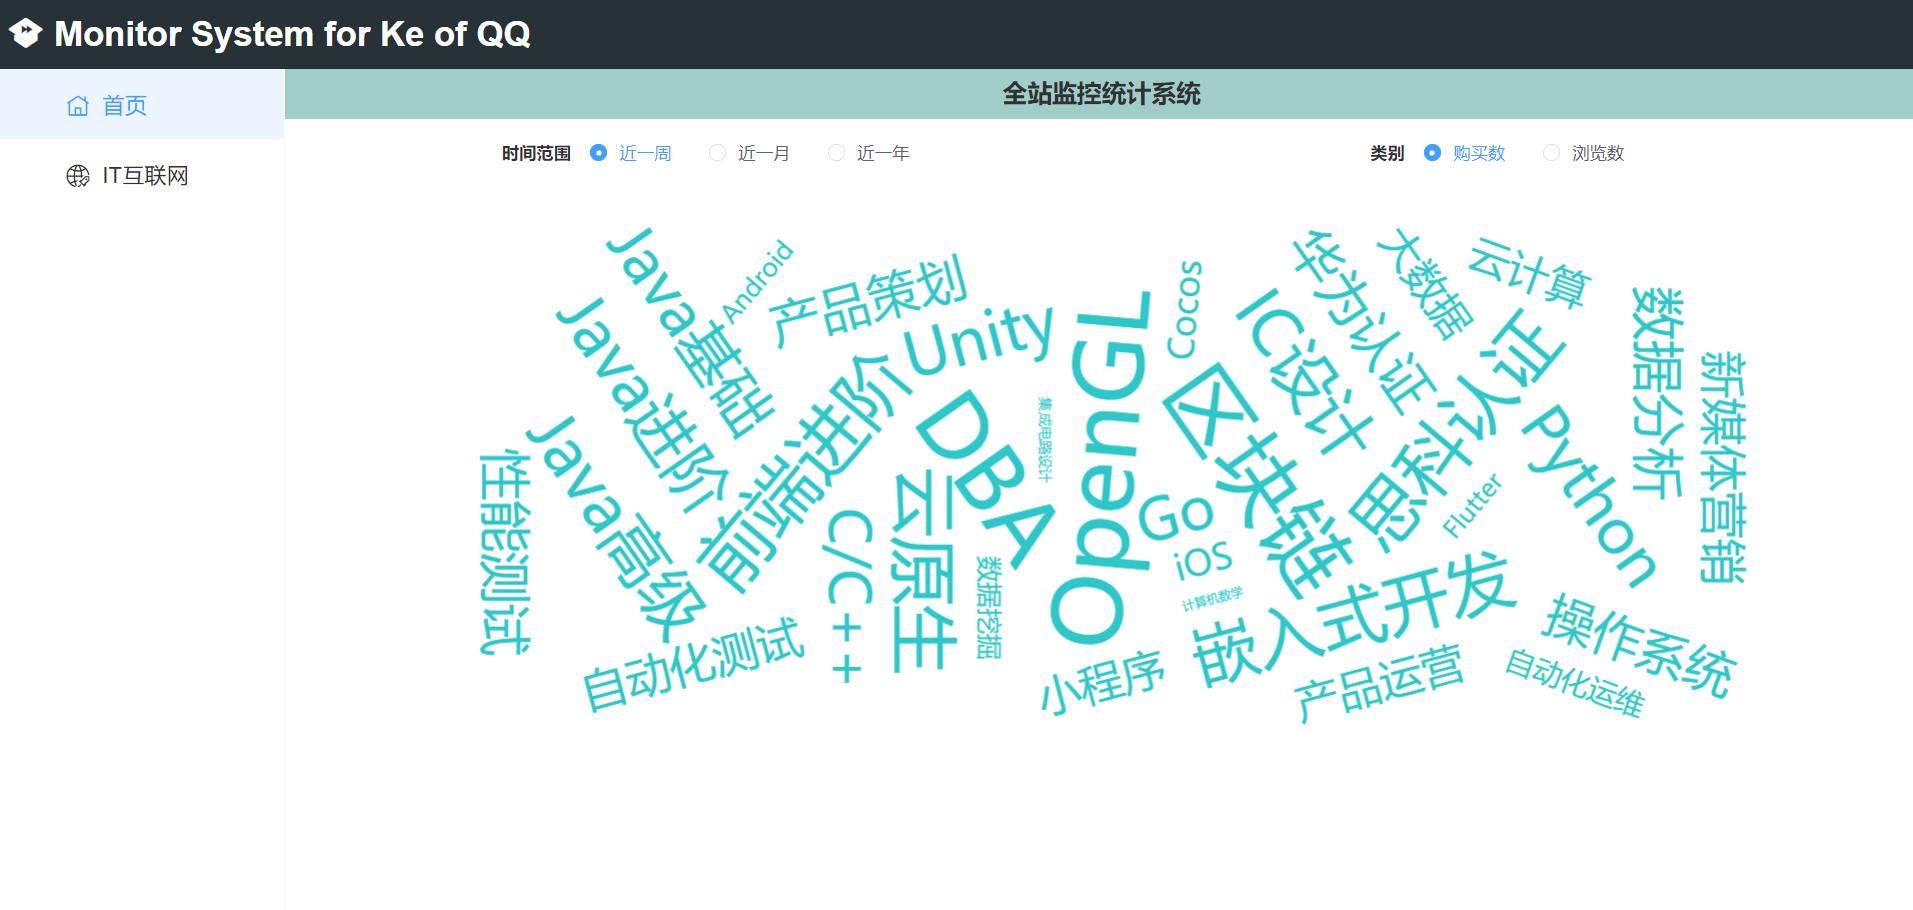 Monitor System for Ke of QQ
首页
IT互联网
全站监控统计系统
时间范围 近一周 近一月 近一年 类别 购买数 浏览数
Java基础
Android
产品策划
Unity
Cocos
华为认证
大数据
云计算
Java进阶
前端进阶
OpenGL
IC设计
思科认证
数据分析
新媒体营销
Java高级
DBA
集成电路设计
区块链
Python
性能测试
C/C++
云原生
Go
Flutter
iOS
数据挖掘
计算机数学
嵌入式开发
自动化测试
小程序
产品运营
操作系统
自动化运维